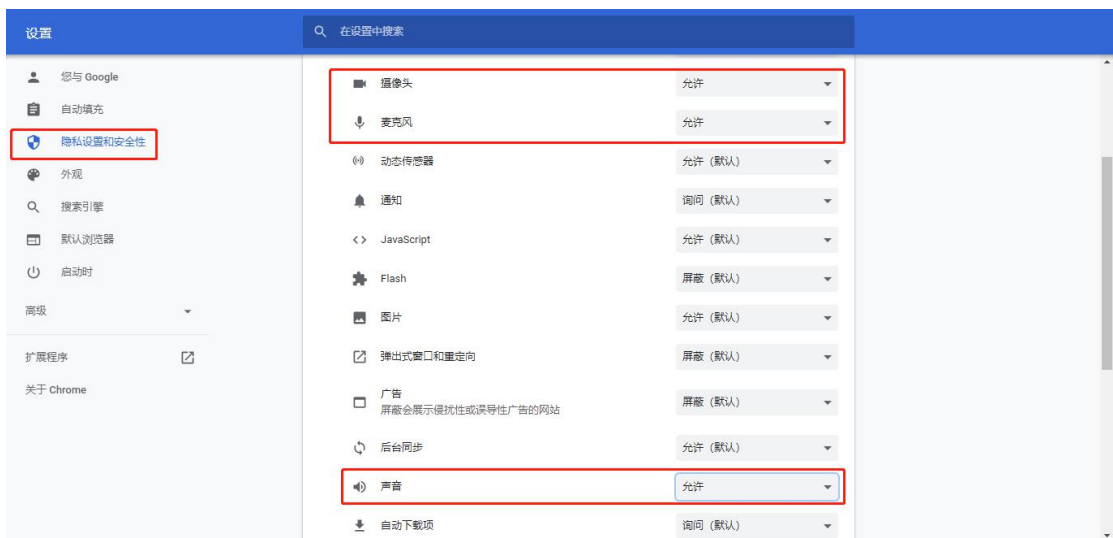 设置
在设置中搜索
您与 Google
自动填充
隐私设置和安全性
外观
搜索引擎
默认浏览器
启动时
高级
扩展程序
关于 Chrome
摄像头 允许
麦克风 允许
动态传感器 允许（默认）
通知 询问（默认）
JavaScript 允许（默认）
Flash 屏蔽（默认）
图片 允许（默认）
弹出式窗口和重定向 屏蔽（默认）
广告 屏蔽（默认）
屏蔽会展示侵扰性或误导性广告的网站
后台同步 允许（默认）
声音 允许
自动下载项 询问（默认）